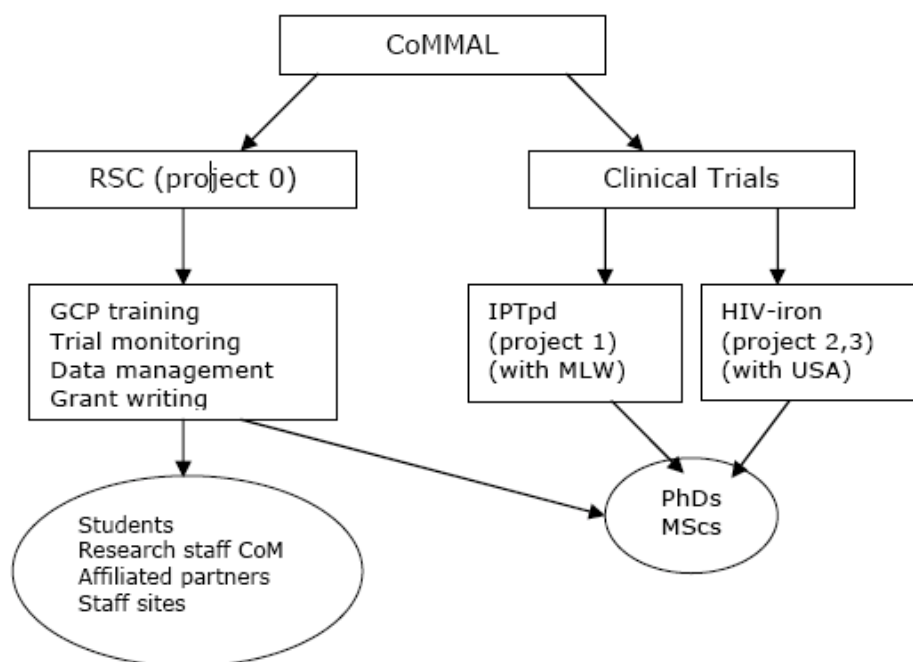 CoMMAL
RSC (project 0)
Clinical Trials
GCP training
Trial monitoring
Data management
Grant writing
IPTpd
(project 1)
(with MLW)
HIV-iron
(project 2,3)
(with USA)
Students
Research staff CoM
Affiliated partners
Staff sites
PhDs
MScs